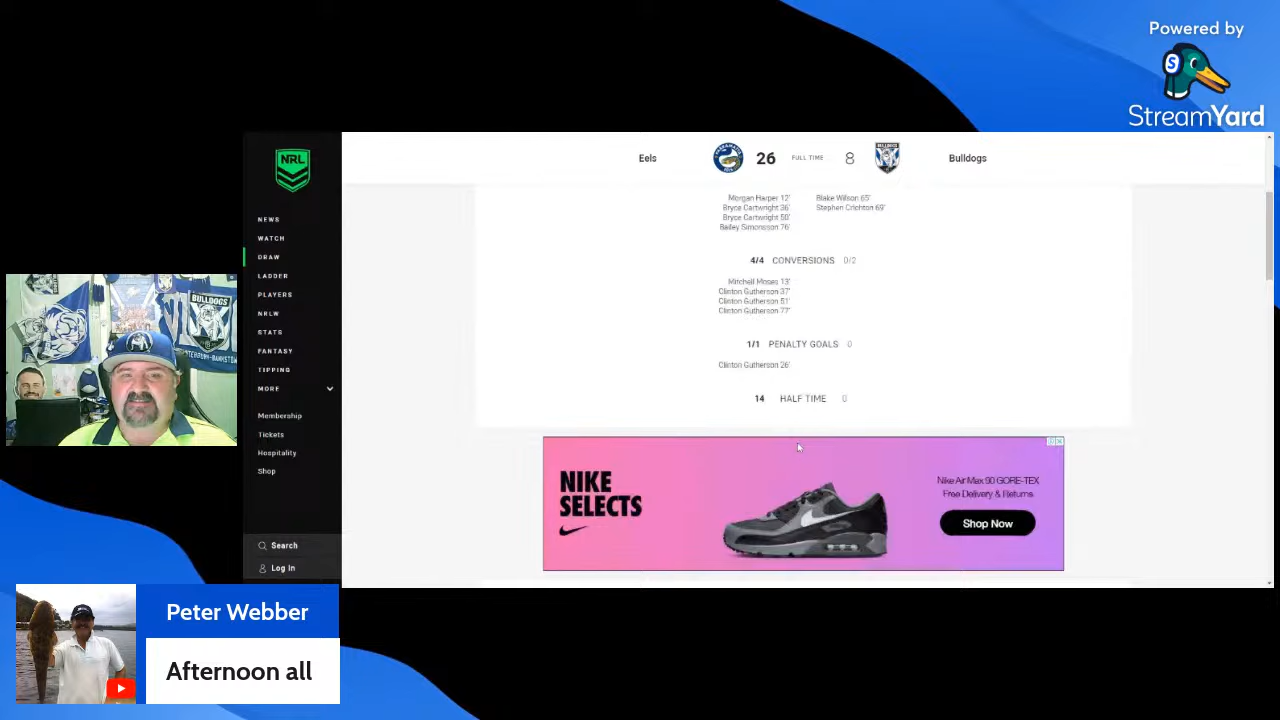 Powered by
S
StreamYard
NRL
Eels
26
FULL TIME
8
Bulldogs
Morgan Harper 12'
Bryce Cartwright 36'
Bryce Cartwright 50'
Bailey Simonsson 76'
Blake Wilson 65'
Stephen Crichton 69'
4/4 CONVERSIONS 0/2
Mitchell Moses 13'
Clinton Gutherson 37'
Clinton Gutherson 51'
Clinton Gutherson 77'
1/1 PENALTY GOALS 0
Clinton Gutherson 26'
14 HALF TIME 0
NEWS
WATCH
DRAW
LADDER
PLAYERS
NRLW
STATS
FANTASY
TIPPING
MORE
Membership
Tickets
Hospitality
Shop
Search
Log In
NIKE
SELECTS
Nike Air Max 90 GORE-TEX
Free Delivery & Returns.
Shop Now
BULLDOGS
Peter Webber
Afternoon all